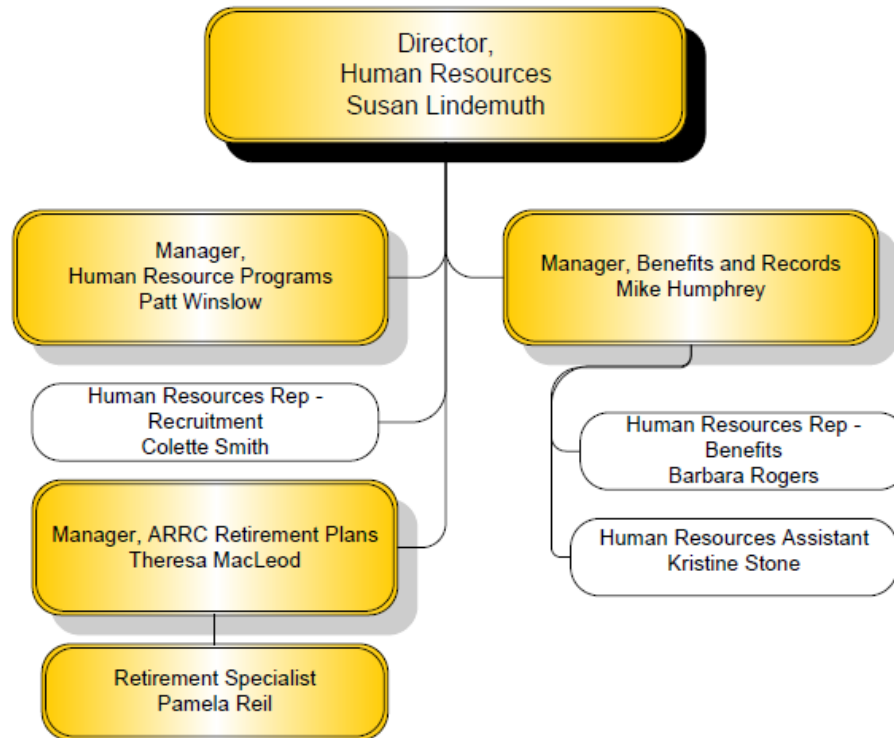 Director,
Human Resources
Susan Lindemuth
Manager,
Human Resource Programs
Patt Winslow
Manager, Benefits and Records
Mike Humphrey
Human Resources Rep -
Recruitment
Colette Smith
Human Resources Rep -
Benefits
Barbara Rogers
Manager, ARRC Retirement Plans
Theresa MacLeod
Human Resources Assistant
Kristine Stone
Retirement Specialist
Pamela Reil